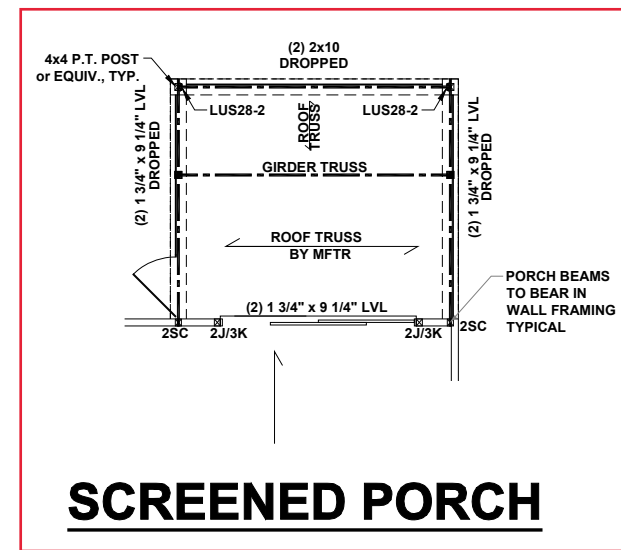 (2) 2x10
DROPPED
4x4 P.T. POST
or EQUIV., TYP.
LUS28-2
LUS28-2
(2) 1 3/4" x 9 1/4" LVL
DROPPED
ROOF
TRUSS
(2) 1 3/4" x 9 1/4" LVL
DROPPED
GIRDER TRUSS
ROOF TRUSS
BY MFTR
(2) 1 3/4" x 9 1/4" LVL
PORCH BEAMS
TO BEAR IN
WALL FRAMING
TYPICAL
2SC
2J/3K
2J/3K
2SC
SCREENED PORCH